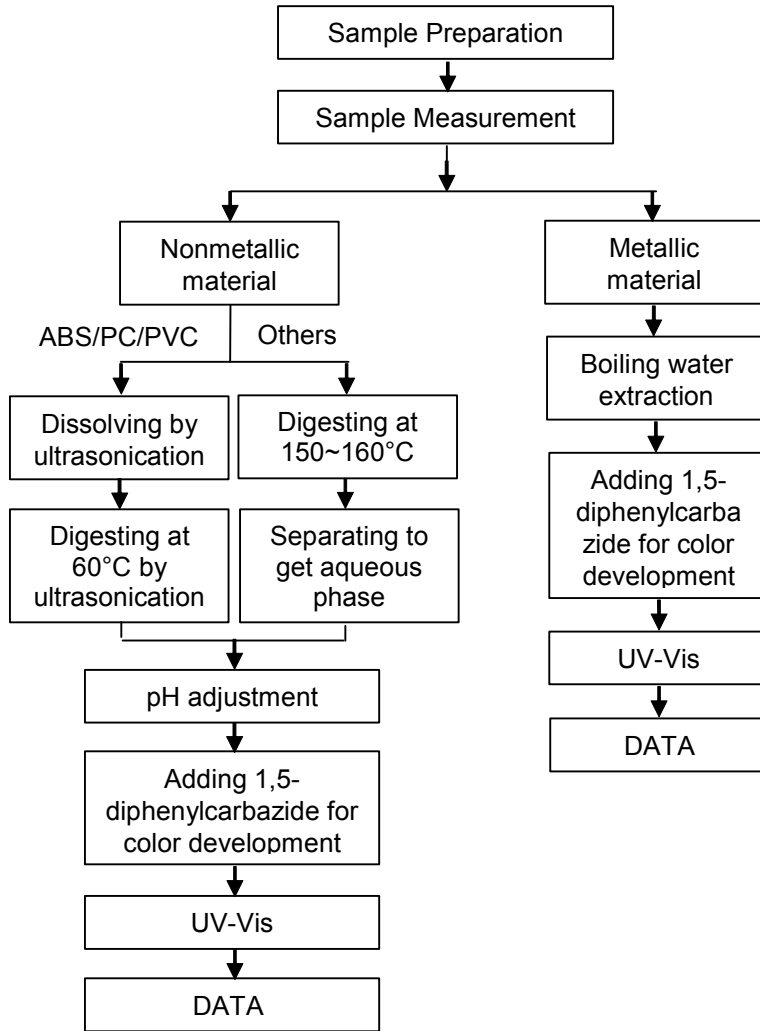 Sample Preparation
Sample Measurement
Nonmetallic
material
ABS/PC/PVC
Others
Dissolving by
ultrasonication
Digesting at
150~160°C
Digesting at
60°C by
ultrasonication
Separating to
get aqueous
phase
pH adjustment
Adding 1,5-
diphenylcarbazide for
color development
UV-Vis
DATA
Metallic
material
Boiling water
extraction
Adding 1,5-
diphenylcarba
zide for color
development
UV-Vis
DATA